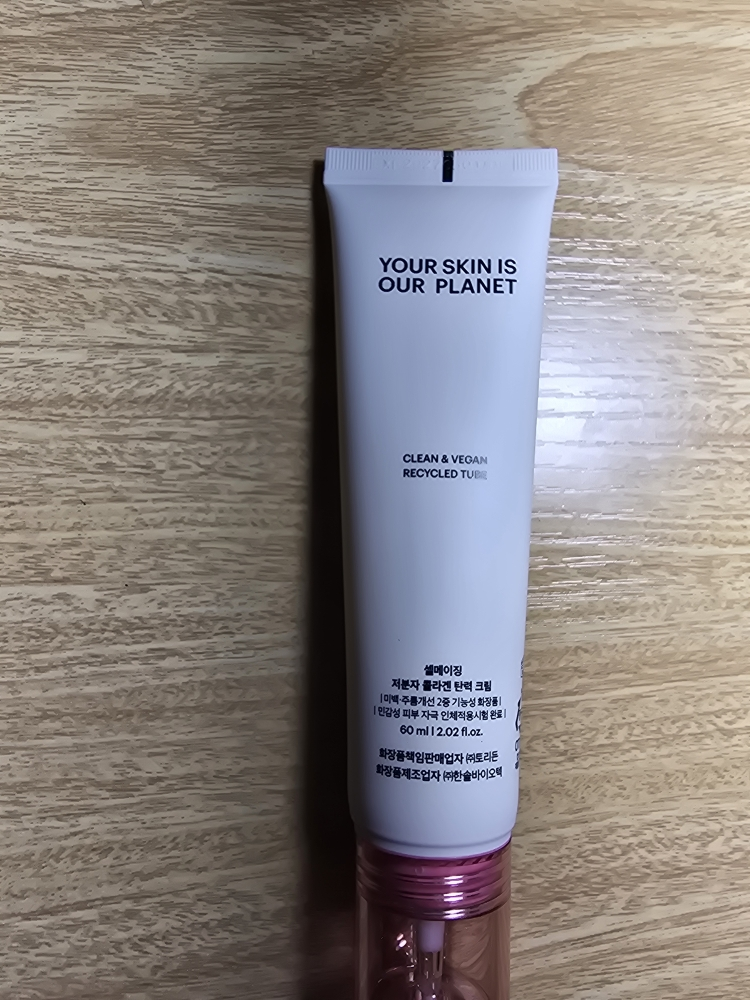 YOUR SKIN IS
OUR PLANET
CLEAN & VEGAN
RECYCLED TUBE
셀메이징
저분자 콜라겐 탄력 크림
|미백·주름개선 2중 기능성 화장품|
|민감성 피부 자극 인체적용시험 완료|
60 ml | 2.02 fl.oz.
화장품책임판매업자 ㈜토리든
화장품제조업자 ㈜한솔바이오텍